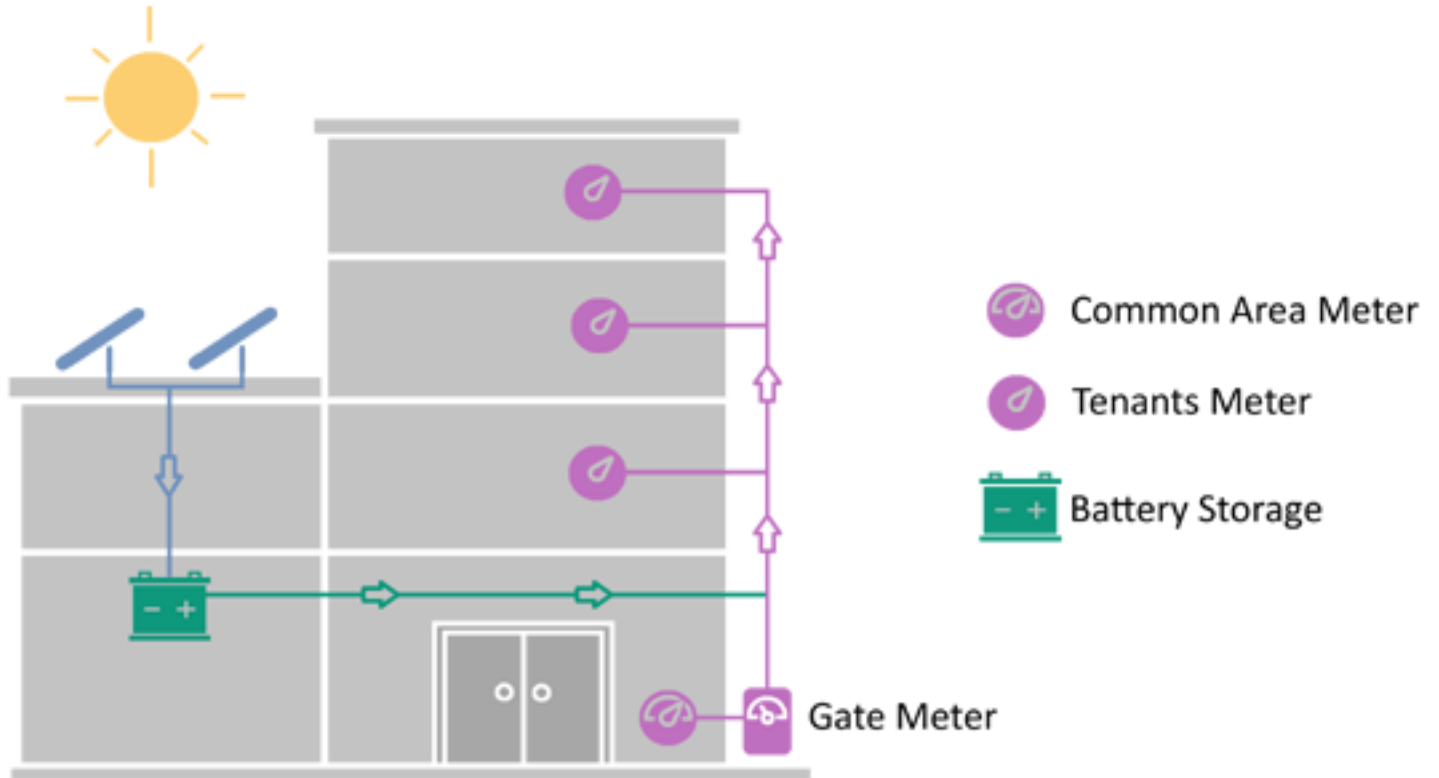 Common Area Meter
Tenants Meter
Battery Storage
Gate Meter